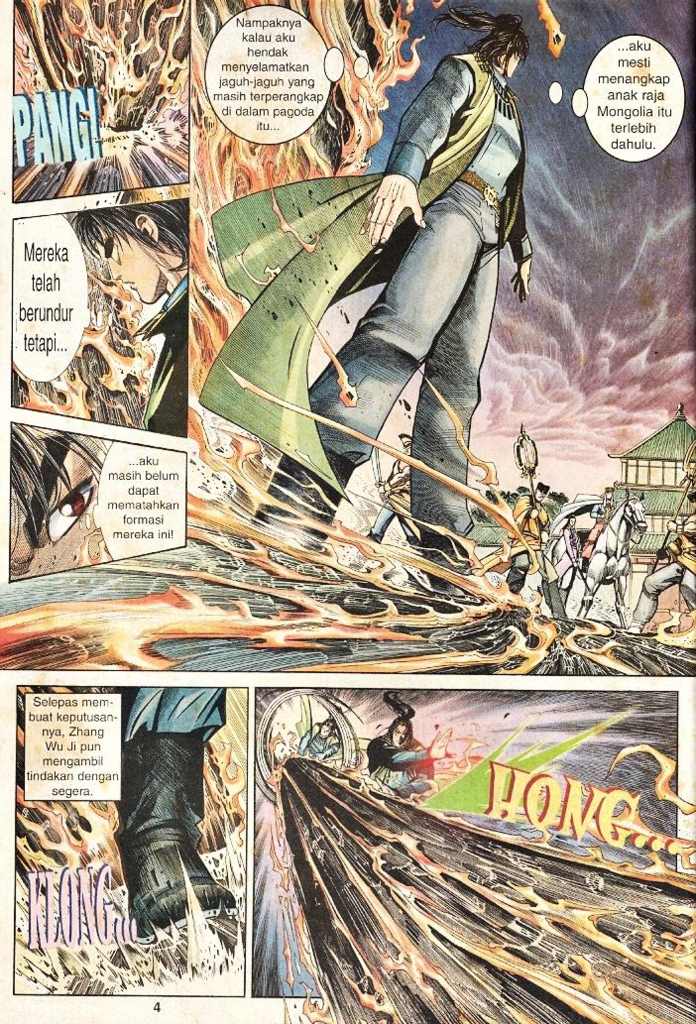 PANG!
Mereka
telah
berundur
tetapi...
...aku
masih belum
dapat
mematahkan
formasi
mereka ini!
Nampaknya
kalau aku
hendak
menyelamatkan
jaguh-jaguh yang
masih terperangkap
di dalam pagoda
itu...
...aku
mesti
menangkap
anak raja
Mongolia itu
terlebih
dahulu.
Selepas mem-
buat keputusan-
nya, Zhang
Wu Ji pun
mengambil
tindakan dengan
segera.
KLONG...
HONG....
4